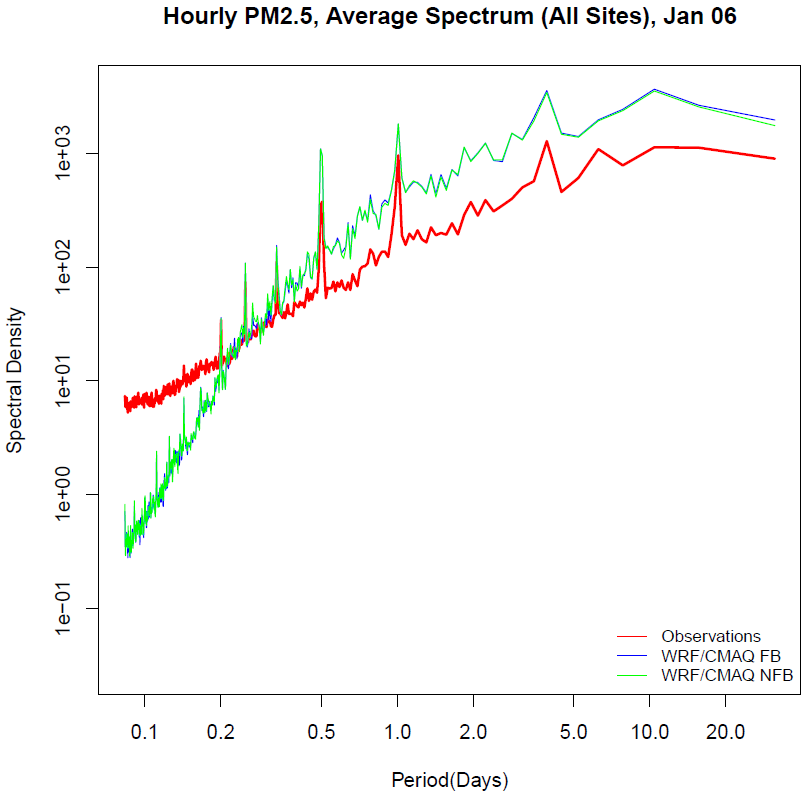 Hourly PM2.5, Average Spectrum (All Sites), Jan 06
Spectral Density
1e+03
1e+02
1e+01
1e+00
1e−01
Observations
WRF/CMAQ FB
WRF/CMAQ NFB
0.1 0.2 0.5 1.0 2.0 5.0 10.0 20.0
Period(Days)